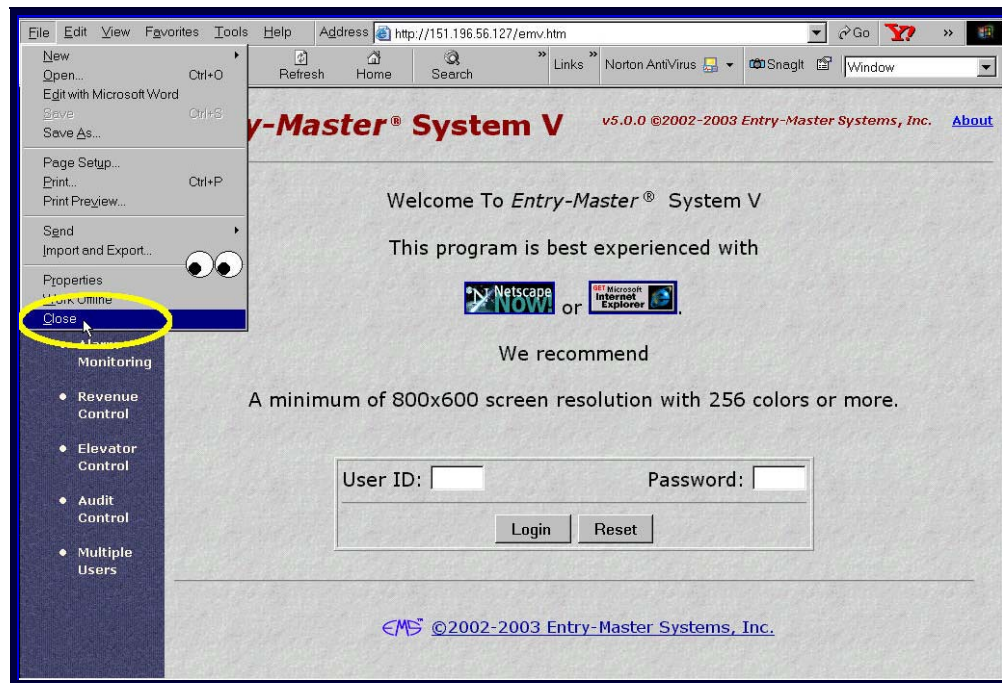 File Edit View Favorites Tools Help Address http://151.196.56.127/emv.htm Go Y? »
New
Open... Ctrl+O
Edit with Microsoft Word
Save Ctrl+S
Save As...
Page Setup...
Print... Ctrl+P
Print Preview...
Send
Import and Export...
Properties
Work Offline
Close
Refresh Home Search » Links » Norton AntiVirus SnagIt Window
y-Master® System V v5.0.0 ©2002-2003 Entry-Master Systems, Inc. About
Welcome To Entry-Master® System V
This program is best experienced with
Netscape NOW! or GET Microsoft Internet Explorer .
We recommend
A minimum of 800x600 screen resolution with 256 colors or more.
• Alarm
Monitoring
• Revenue
Control
• Elevator
Control
• Audit
Control
• Multiple
Users
User ID: Password:
Login Reset
EMS ©2002-2003 Entry-Master Systems, Inc.